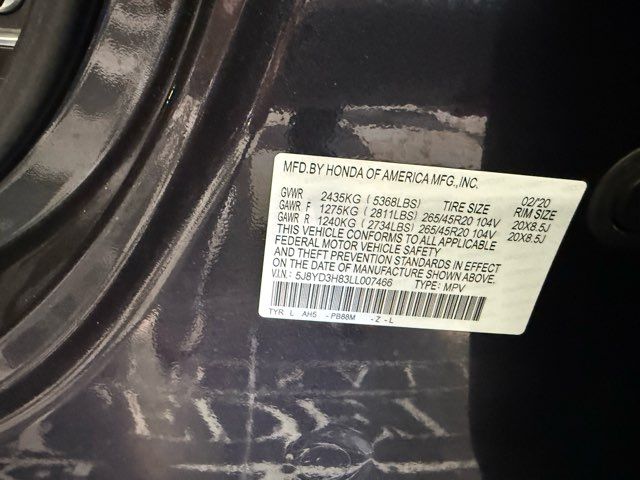 MFD.BY HONDA OF AMERICA MFG.,INC. 02/20
GVWR 2435KG (5368LBS) TIRE SIZE RIM SIZE
GAWR F 1275KG (2811LBS) 265/45R20 104V 20X8.5J
GAWR R 1240KG (2734LBS) 265/45R20 104V 20X8.5J
THIS VEHICLE CONFORMS TO ALL APPLICABLE
FEDERAL MOTOR VEHICLE SAFETY
AND THEFT PREVENTION STANDARDS IN EFFECT
ON THE DATE OF MANUFACTURE SHOWN ABOVE.
V.I.N.: 5J8YD3H83LL007466 TYPE: MPV
TYR L AH5 -PB88M -Z-L